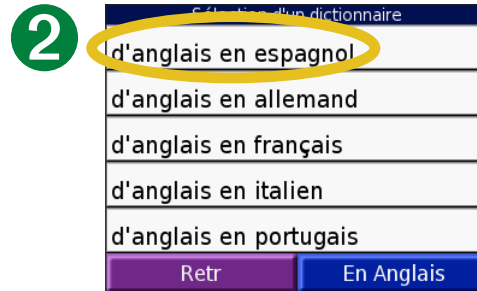 2
Sélection d'un dictionnaire
d'anglais en espagnol
d'anglais en allemand
d'anglais en français
d'anglais en italien
d'anglais en portugais
Retr
En Anglais